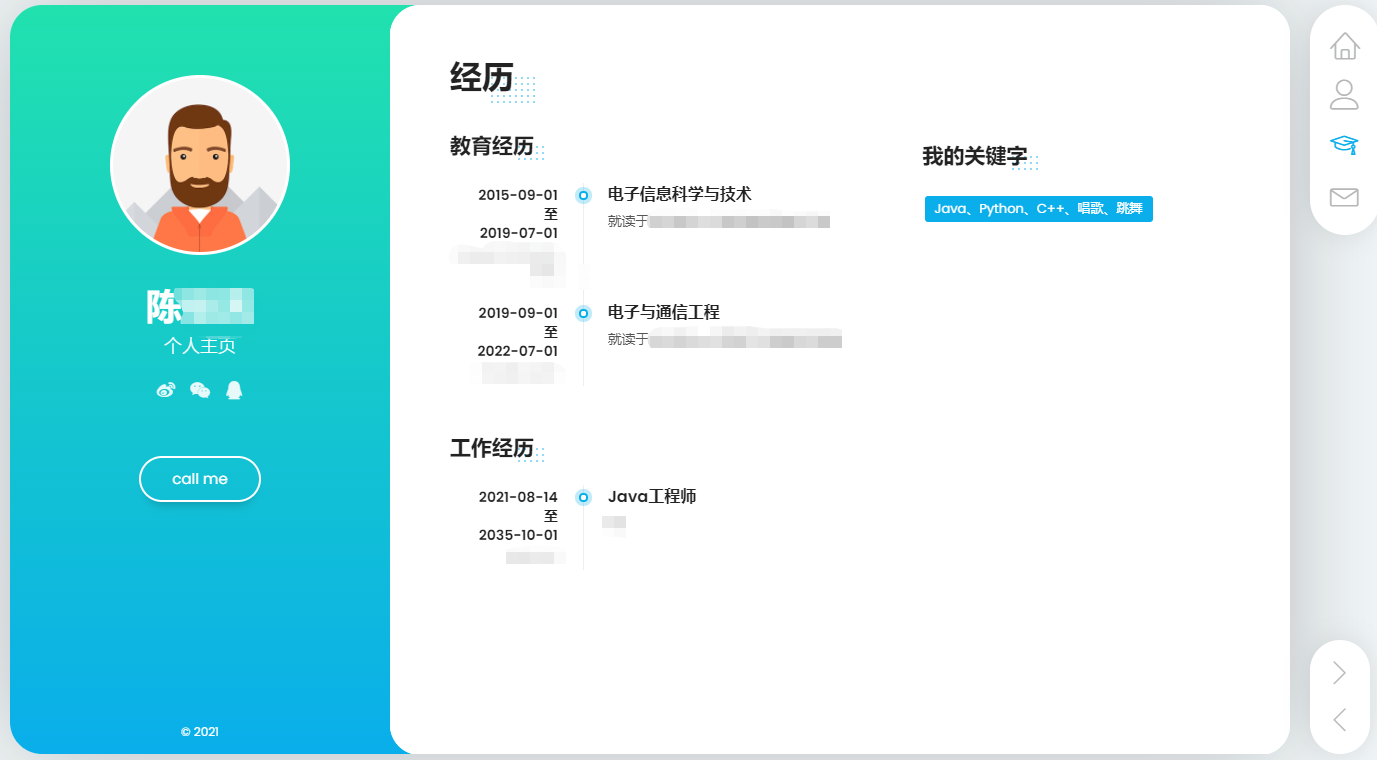 陈
个人主页
call me
© 2021
经历
教育经历
2015-09-01
至
2019-07-01
电子信息科学与技术
就读于
2019-09-01
至
2022-07-01
电子与通信工程
就读于
工作经历
2021-08-14
至
2035-10-01
Java工程师
我的关键字
Java、Python、C++、唱歌、跳舞